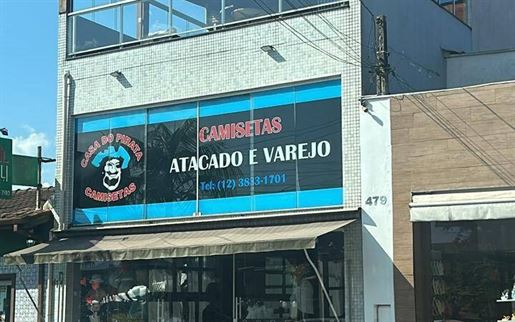 CASA DO PIRATA
CAMISETAS
CAMISETAS
ATACADO E VAREJO
Tel: (12) 3833-1701
479